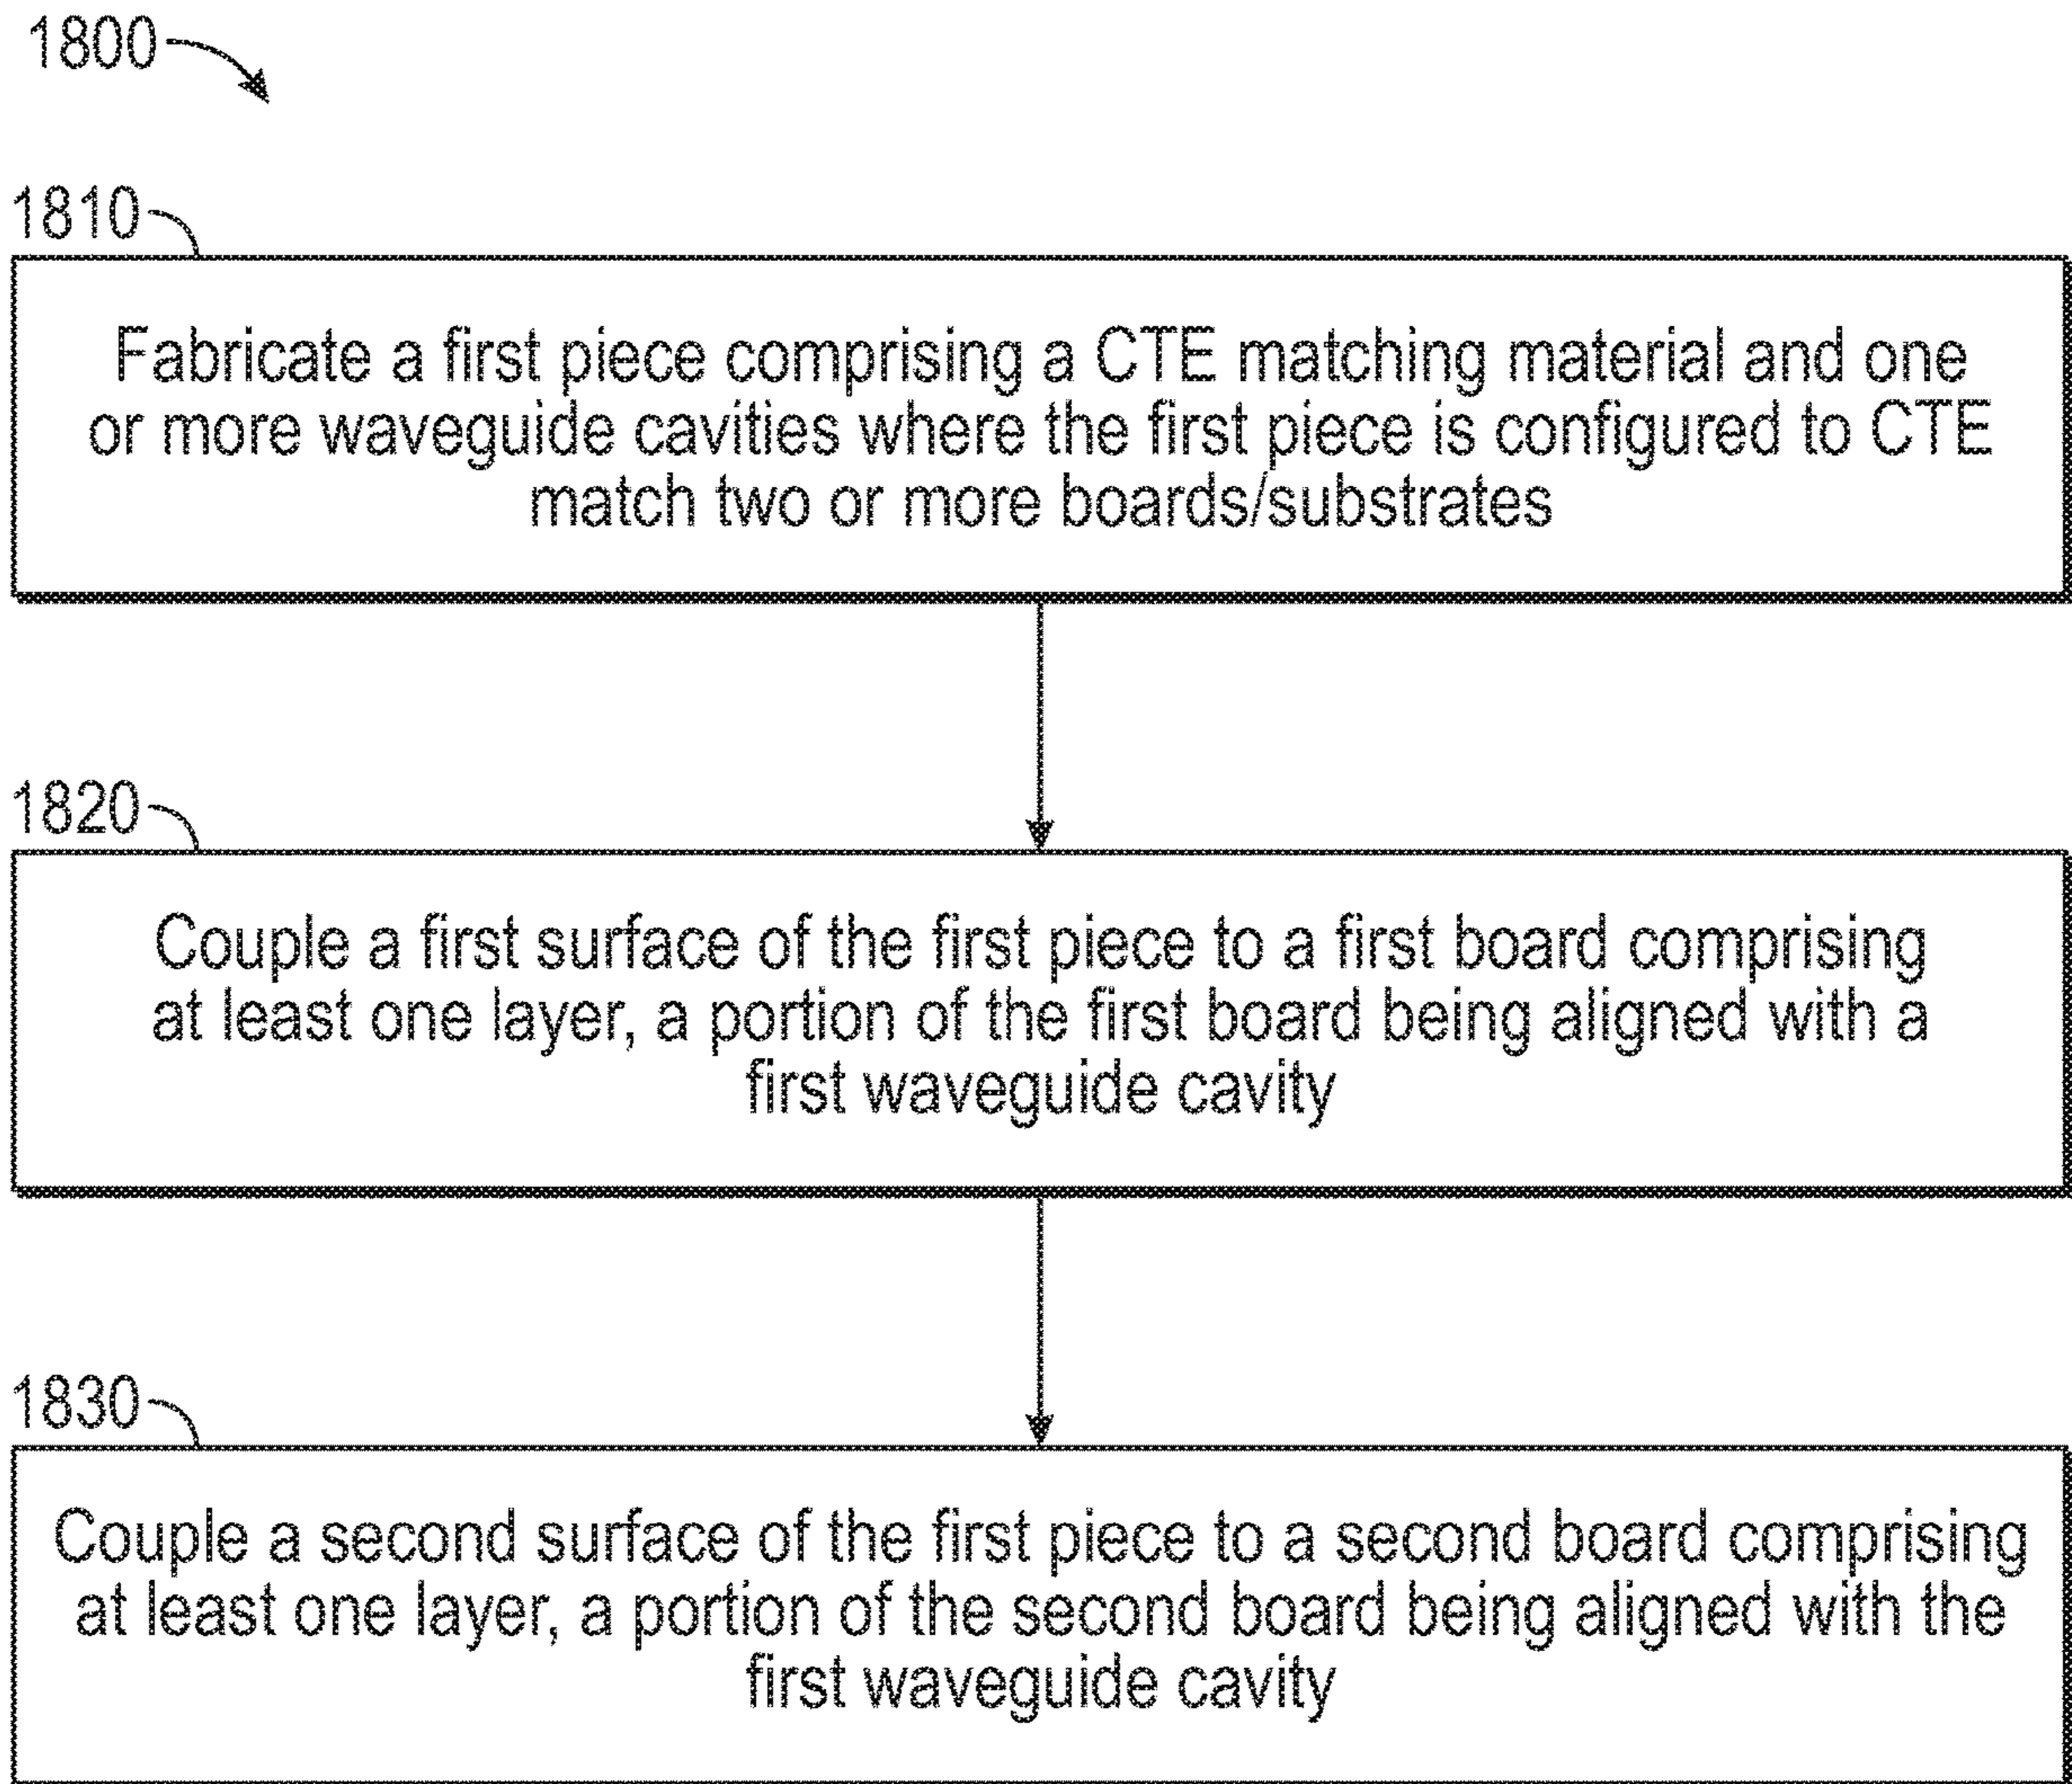 1800
1810
Fabricate a first piece comprising a CTE matching material and one
or more waveguide cavities where the first piece is configured to CTE
match two or more boards/substrates
1820
Couple a first surface of the first piece to a first board comprising
at least one layer, a portion of the first board being aligned with a
first waveguide cavity
1830
Couple a second surface of the first piece to a second board comprising
at least one layer, a portion of the second board being aligned with the
first waveguide cavity